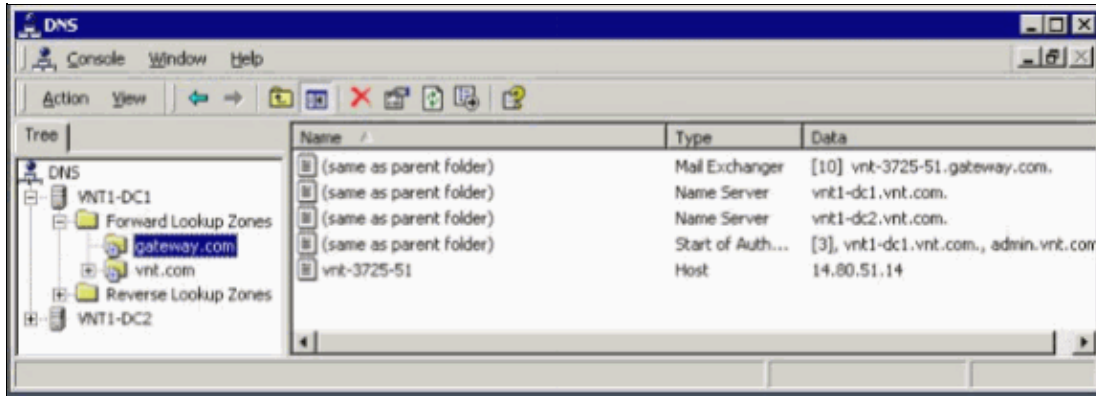 DNS
Console Window Help
Action View
Tree
Name Type Data
DNS
VNT1-DC1
Forward Lookup Zones
gateway.com
vnt.com
Reverse Lookup Zones
VNT1-DC2
(same as parent folder) Mail Exchanger [10] vnt-3725-51.gateway.com.
(same as parent folder) Name Server vnt1-dc1.vnt.com.
(same as parent folder) Name Server vnt1-dc2.vnt.com.
(same as parent folder) Start of Auth... [3], vnt1-dc1.vnt.com., admin.vnt.com
vnt-3725-51 Host 14.80.51.14